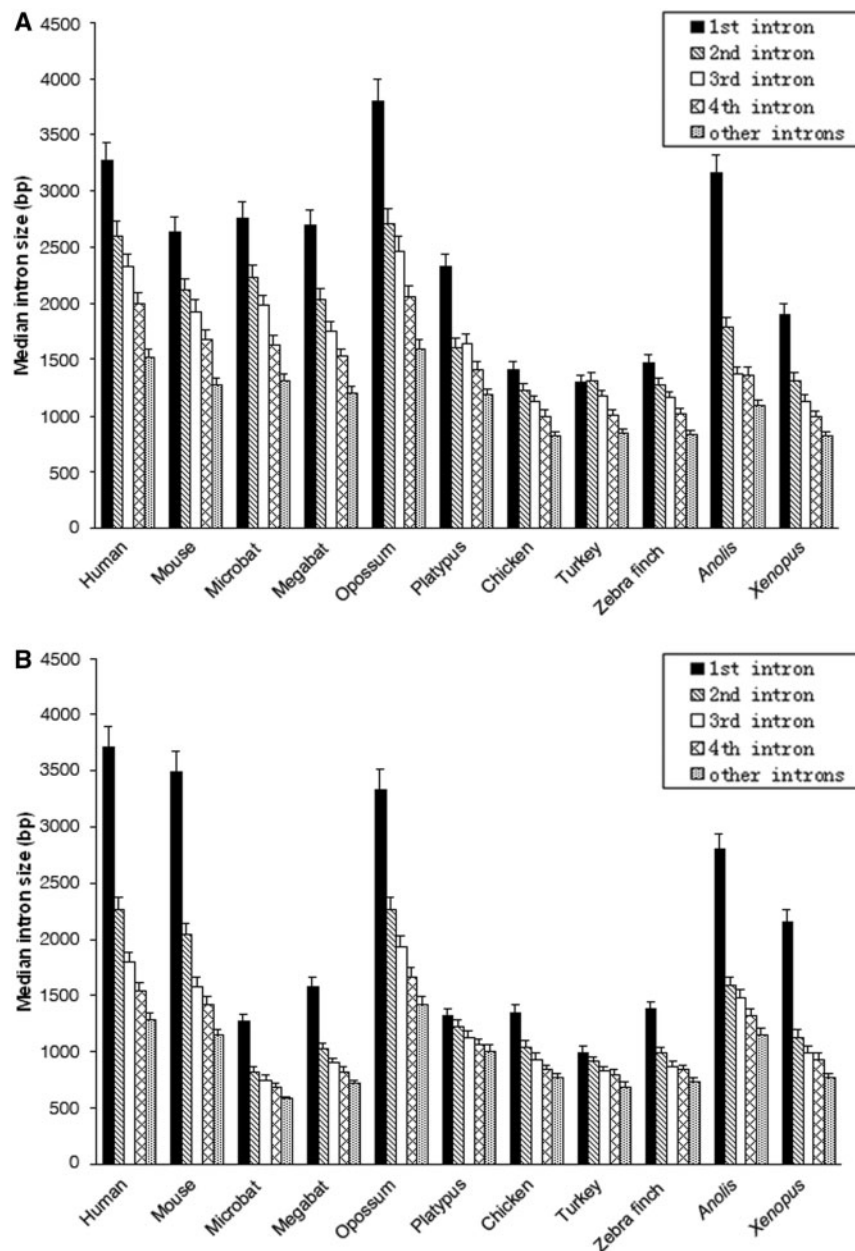 A
4500
4000
3500
3000
2500
2000
1500
1000
500
0
Median intron size (bp)
1st intron
2nd intron
3rd intron
4th intron
other introns
Human
Mouse
Microbat
Megabat
Opossum
Platypus
Chicken
Turkey
Zebra finch
Anolis
Xenopus
B
4500
4000
3500
3000
2500
2000
1500
1000
500
0
Median intron size (bp)
1st intron
2nd intron
3rd intron
4th intron
other introns
Human
Mouse
Microbat
Megabat
Opossum
Platypus
Chicken
Turkey
Zebra finch
Anolis
Xenopus